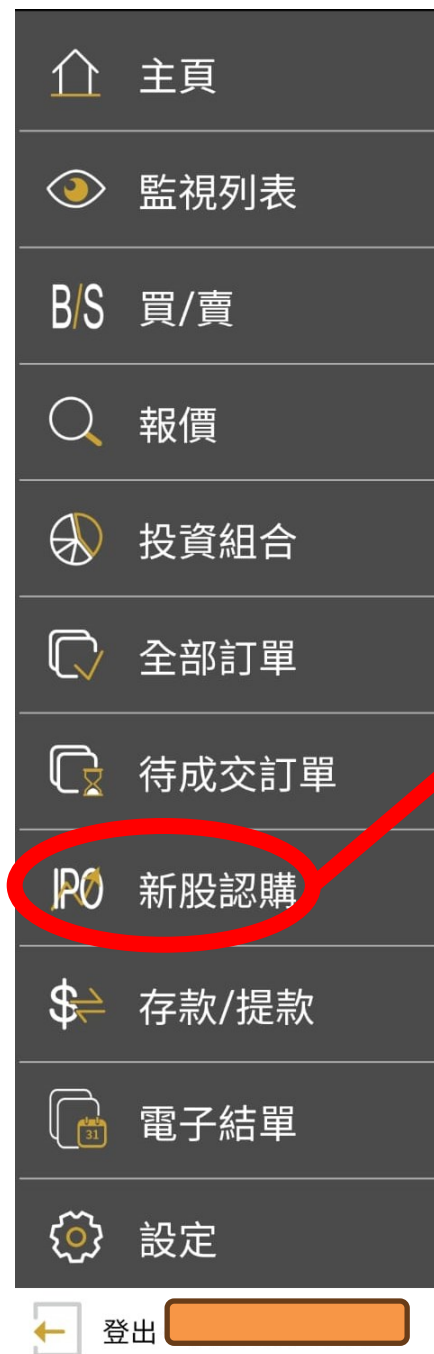 主頁
監視列表
B/S 買/賣
報價
投資組合
全部訂單
待成交訂單
IPO 新股認購
$ 存款/提款
31 電子結單
設定
登出